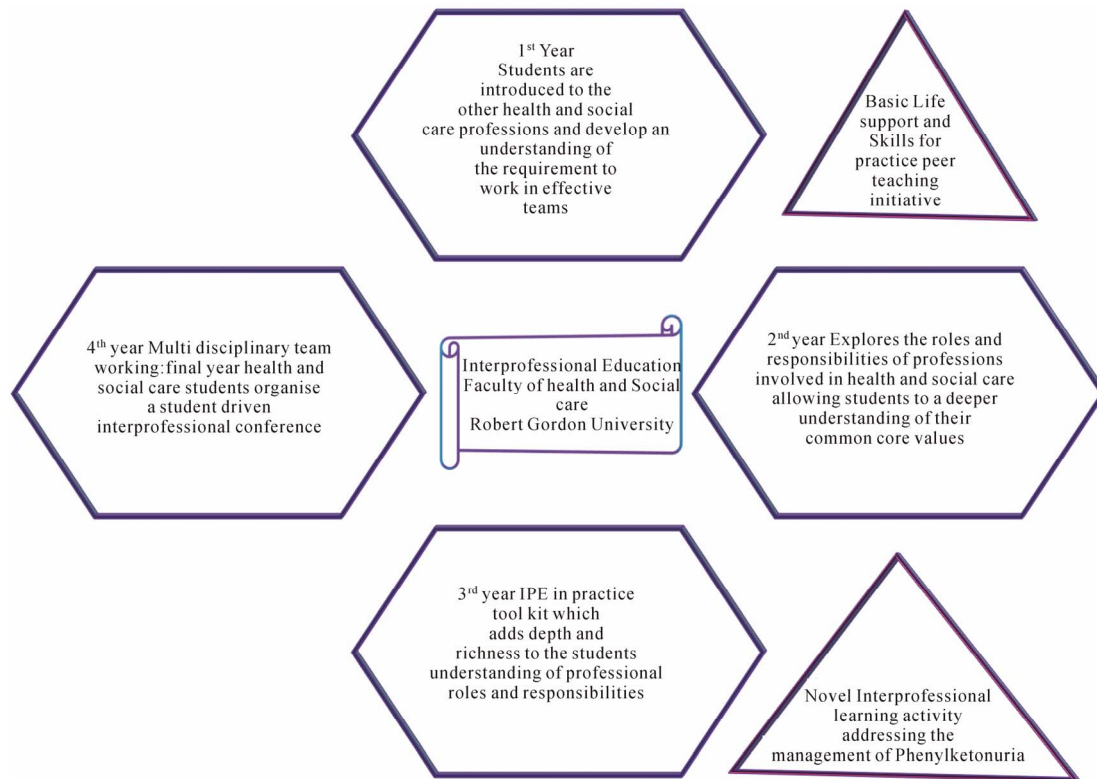 1st Year
Students are
introduced to the
other health and social
care professions and develop an
understanding of
the requirement to
work in effective
teams
Basic Life
support and
Skills for
practice peer
teaching
initiative
4th year Multi disciplinary team
working:final year health and
social care students organise
a student driven
interprofessional conference
Interprofessional Education
Faculty of health and Social
care
Robert Gordon University
2nd year Explores the roles and
responsibilities of professions
involved in health and social care
allowing students to a deeper
understanding of their
common core values
3rd year IPE in practice
tool kit which
adds depth and
richness to the students
understanding of professional
roles and responsibilities
Novel Interprofessional
learning activity
addressing the
management of Phenylketonuria